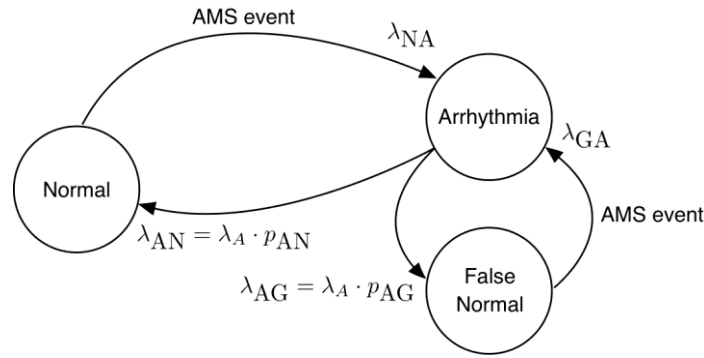 AMS event
λNA
Arrhythmia
λGA
Normal
AMS event
λAN = λA · pAN
λAG = λA · pAG
False
Normal